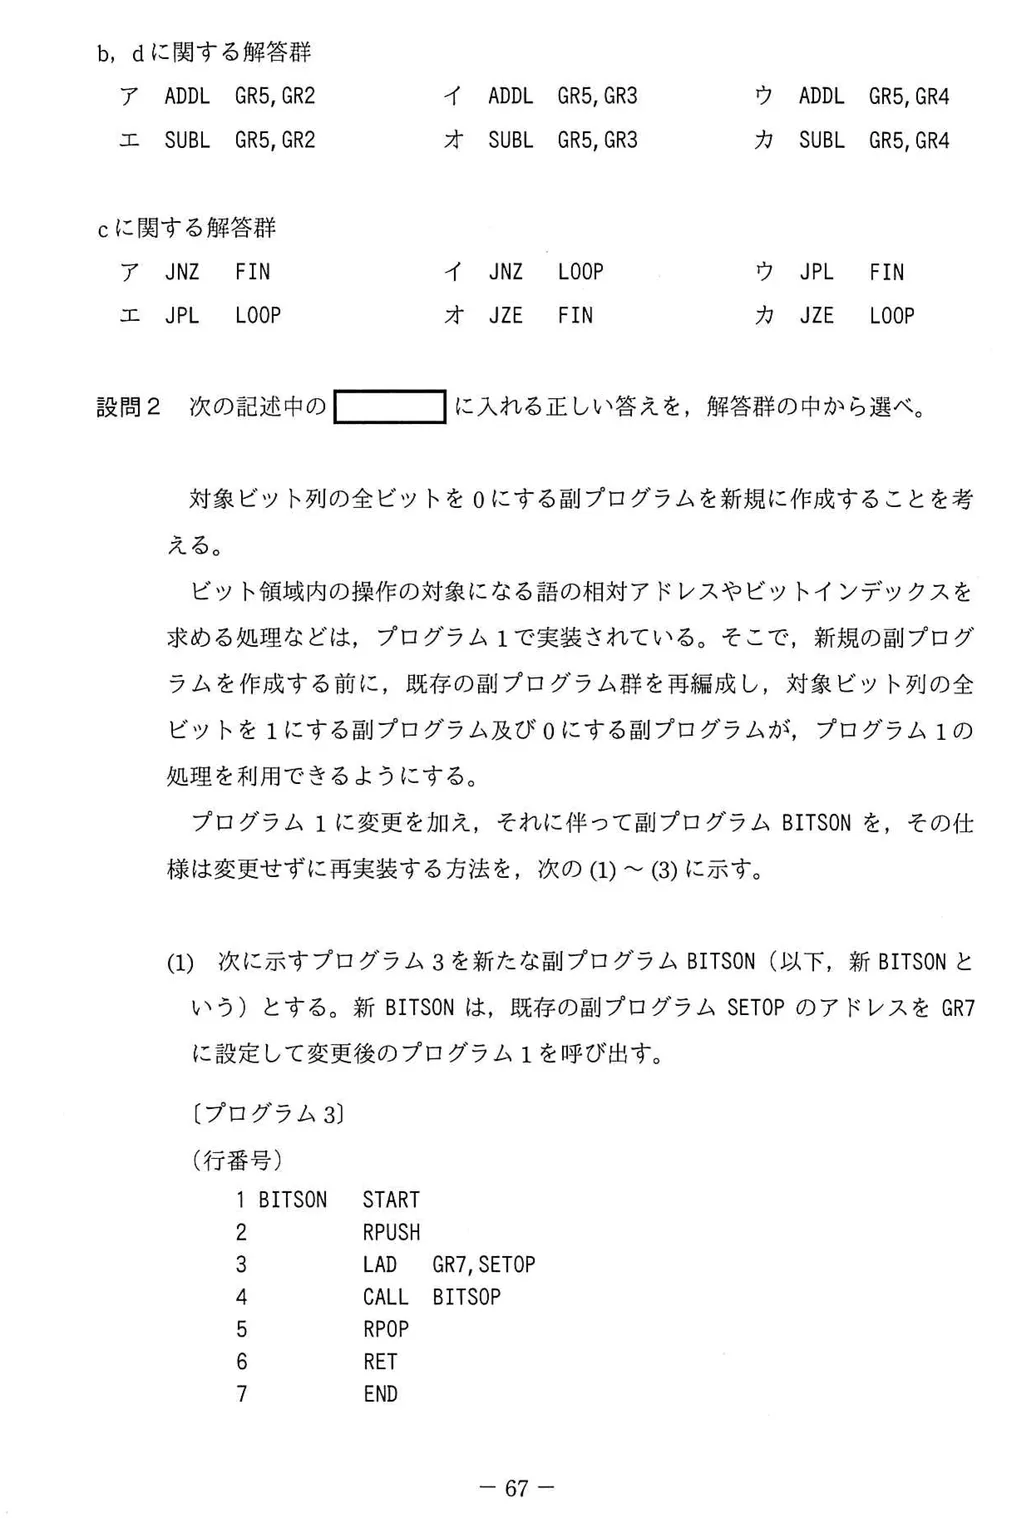 b，dに関する解答群
ア ADDL GR5,GR2 イ ADDL GR5,GR3 ウ ADDL GR5,GR4
エ SUBL GR5,GR2 オ SUBL GR5,GR3 カ SUBL GR5,GR4
cに関する解答群
ア JNZ FIN イ JNZ LOOP ウ JPL FIN
エ JPL LOOP オ JZE FIN カ JZE LOOP
設問2 次の記述中の に入れる正しい答えを，解答群の中から選べ。
対象ビット列の全ビットを 0 にする副プログラムを新規に作成することを考
える。
ビット領域内の操作の対象になる語の相対アドレスやビットインデックスを
求める処理などは，プログラム 1 で実装されている。そこで，新規の副プログ
ラムを作成する前に，既存の副プログラム群を再編成し，対象ビット列の全
ビットを 1 にする副プログラム及び 0 にする副プログラムが，プログラム 1 の
処理を利用できるようにする。
プログラム 1 に変更を加え，それに伴って副プログラム BITSON を，その仕
様は変更せずに再実装する方法を，次の (1) ～ (3) に示す。
(1) 次に示すプログラム 3 を新たな副プログラム BITSON（以下，新 BITSON と
いう）とする。新 BITSON は，既存の副プログラム SETOP のアドレスを GR7
に設定して変更後のプログラム 1 を呼び出す。
〔プログラム 3〕
（行番号）
1 BITSON START
2 RPUSH
3 LAD GR7,SETOP
4 CALL BITSOP
5 RPOP
6 RET
7 END
－ 67 －